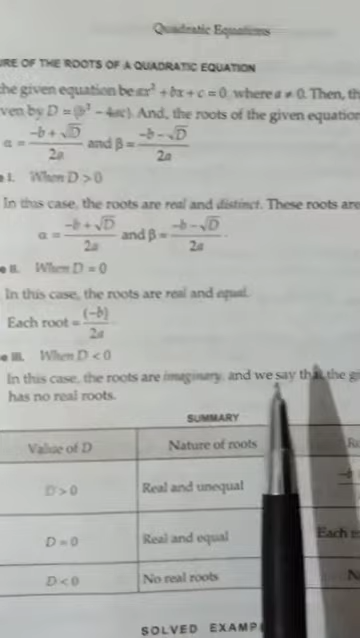 Quadratic Equations
URE OF THE ROOTS OF A QUADRATIC EQUATION
he given equation be ax² + bx + c = 0, where a ≠ 0. Then, th
ven by D = (b² − 4ac). And, the roots of the given equation
α = (−b + √D)/2a and β = (−b − √D)/2a
e I. When D > 0
In this case, the roots are real and distinct. These roots are
α = (−b + √D)/2a and β = (−b − √D)/2a.
e II. When D = 0
In this case, the roots are real and equal.
Each root = (−b)/2a.
e III. When D < 0
In this case, the roots are imaginary, and we say that the gi
has no real roots.
SUMMARY
Value of D Nature of roots Ro
D > 0 Real and unequal −b
D = 0 Real and equal Each
D < 0 No real roots N
SOLVED EXAMP